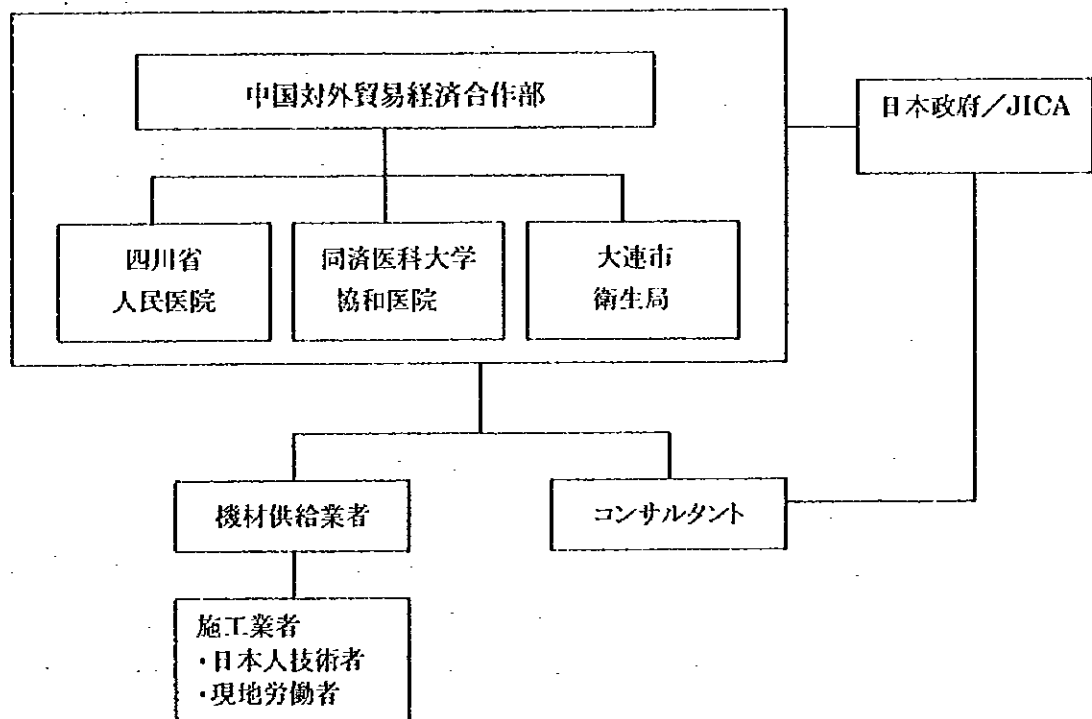 中国対外貿易経済合作部
日本政府／JICA
四川省
人民医院
同済医科大学
協和医院
大連市
衛生局
機材供給業者
コンサルタント
施工業者
・日本人技術者
・現地労働者